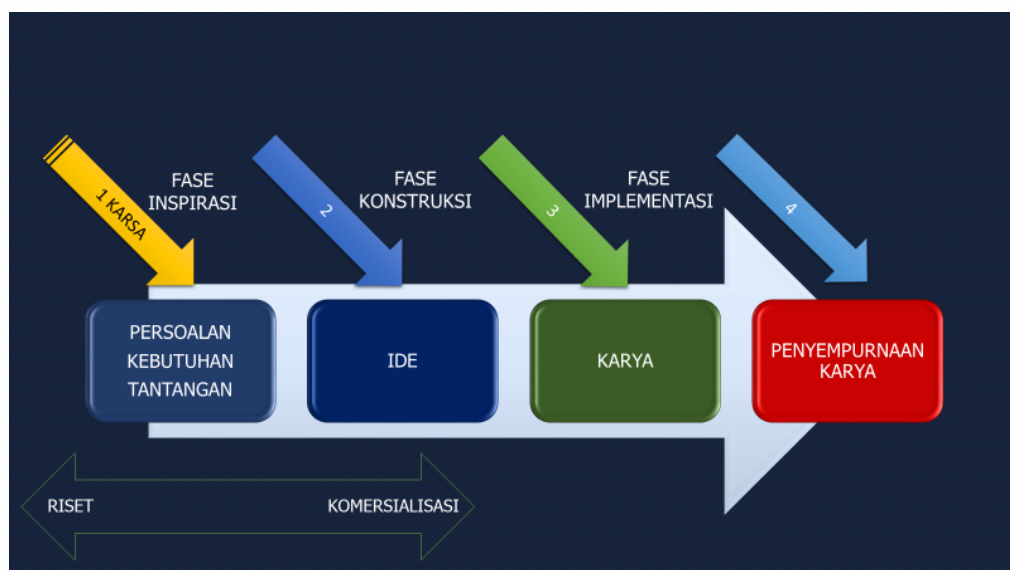 1 KARSA
FASE
INSPIRASI
2
FASE
KONSTRUKSI
3
FASE
IMPLEMENTASI
4
PERSOALAN
KEBUTUHAN
TANTANGAN
IDE
KARYA
PENYEMPURNAAN
KARYA
RISET
KOMERSIALISASI